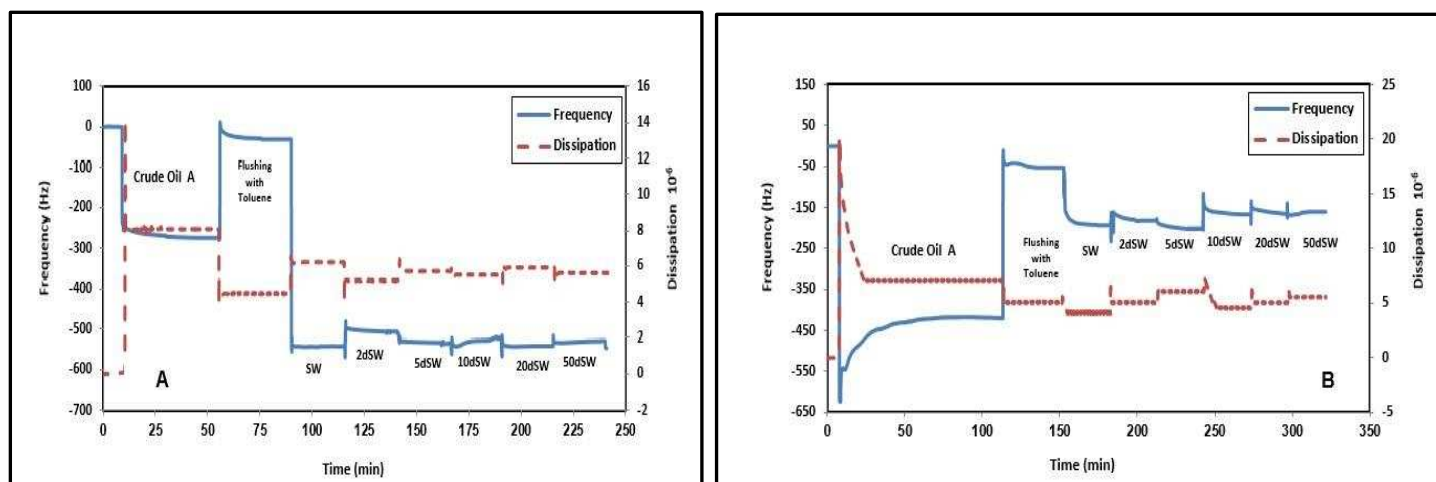 100
0
-100
-200
-300
-400
-500
-600
-700
Frequency (Hz)
16
14
12
10
8
6
4
2
0
-2
Dissipation 10-6
Frequency
Dissipation
Crude Oil A
Flushing
with
Toluene
SW
2dSW
5dSW
10dSW
20dSW
50dSW
A
0 25 50 75 100 125 150 175 200 225 250
Time (min)
150
50
-50
-150
-250
-350
-450
-550
-650
Frequency (Hz)
25
20
15
10
5
0
-5
Dissipation 10-6
Frequency
Dissipation
Crude Oil A
Flushing
with
Toluene
SW
2dSW
5dSW
10dSW
20dSW
50dSW
B
0 50 100 150 200 250 300 350
Time (min)